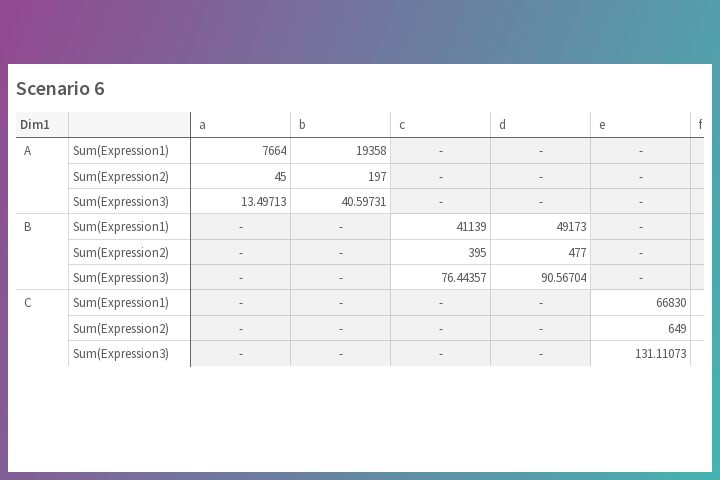 Scenario 6
Dim1 a b c d e f
A Sum(Expression1) 7664 19358 - - -
Sum(Expression2) 45 197 - - -
Sum(Expression3) 13.49713 40.59731 - - -
B Sum(Expression1) - - 41139 49173 -
Sum(Expression2) - - 395 477 -
Sum(Expression3) - - 76.44357 90.56704 -
C Sum(Expression1) - - - - 66830
Sum(Expression2) - - - - 649
Sum(Expression3) - - - - 131.11073